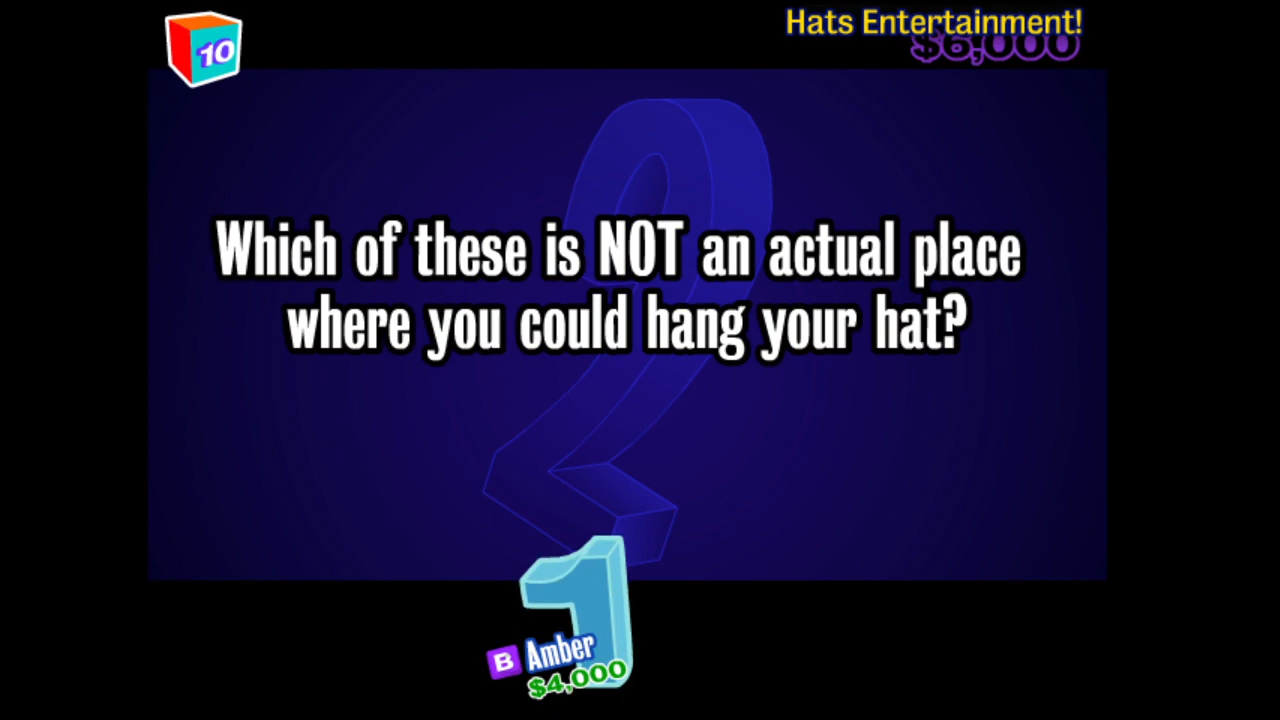 10
Hats Entertainment!
$6,000
Which of these is NOT an actual place
where you could hang your hat?
1
B Amber
$4,000